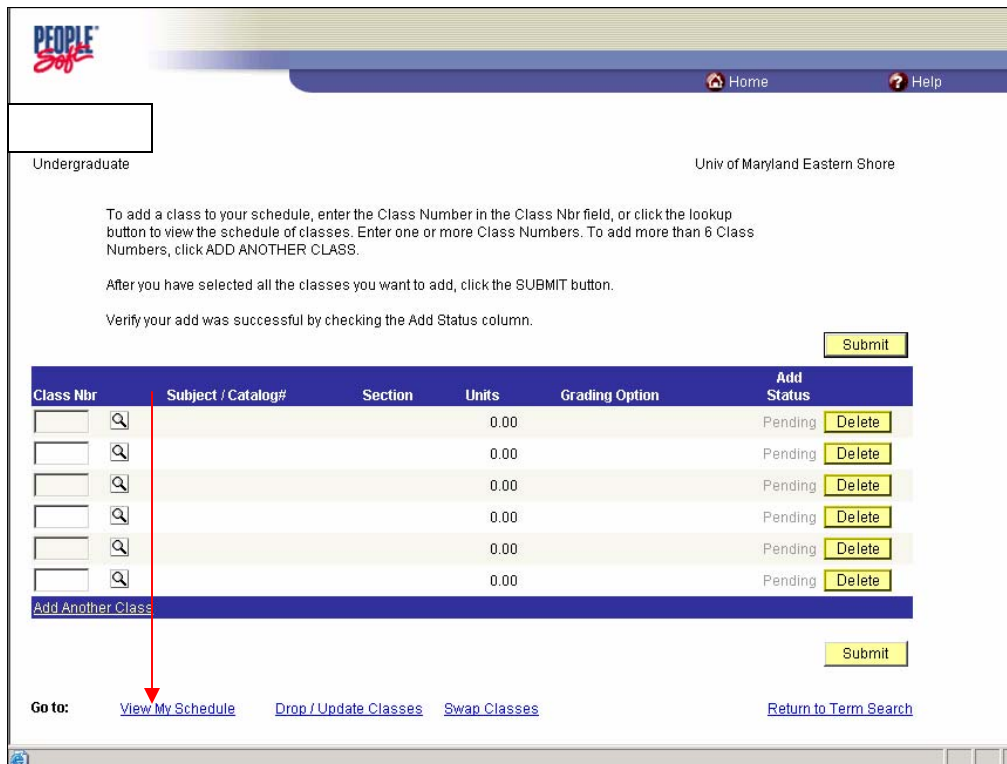 PEOPLE
Soft
Home Help
Undergraduate Univ of Maryland Eastern Shore
To add a class to your schedule, enter the Class Number in the Class Nbr field, or click the lookup
button to view the schedule of classes. Enter one or more Class Numbers. To add more than 6 Class
Numbers, click ADD ANOTHER CLASS.
After you have selected all the classes you want to add, click the SUBMIT button.
Verify your add was successful by checking the Add Status column.
Submit
Class Nbr Subject / Catalog# Section Units Grading Option Add Status
0.00 Pending Delete
0.00 Pending Delete
0.00 Pending Delete
0.00 Pending Delete
0.00 Pending Delete
0.00 Pending Delete
Add Another Class
Submit
Go to: View My Schedule Drop / Update Classes Swap Classes Return to Term Search